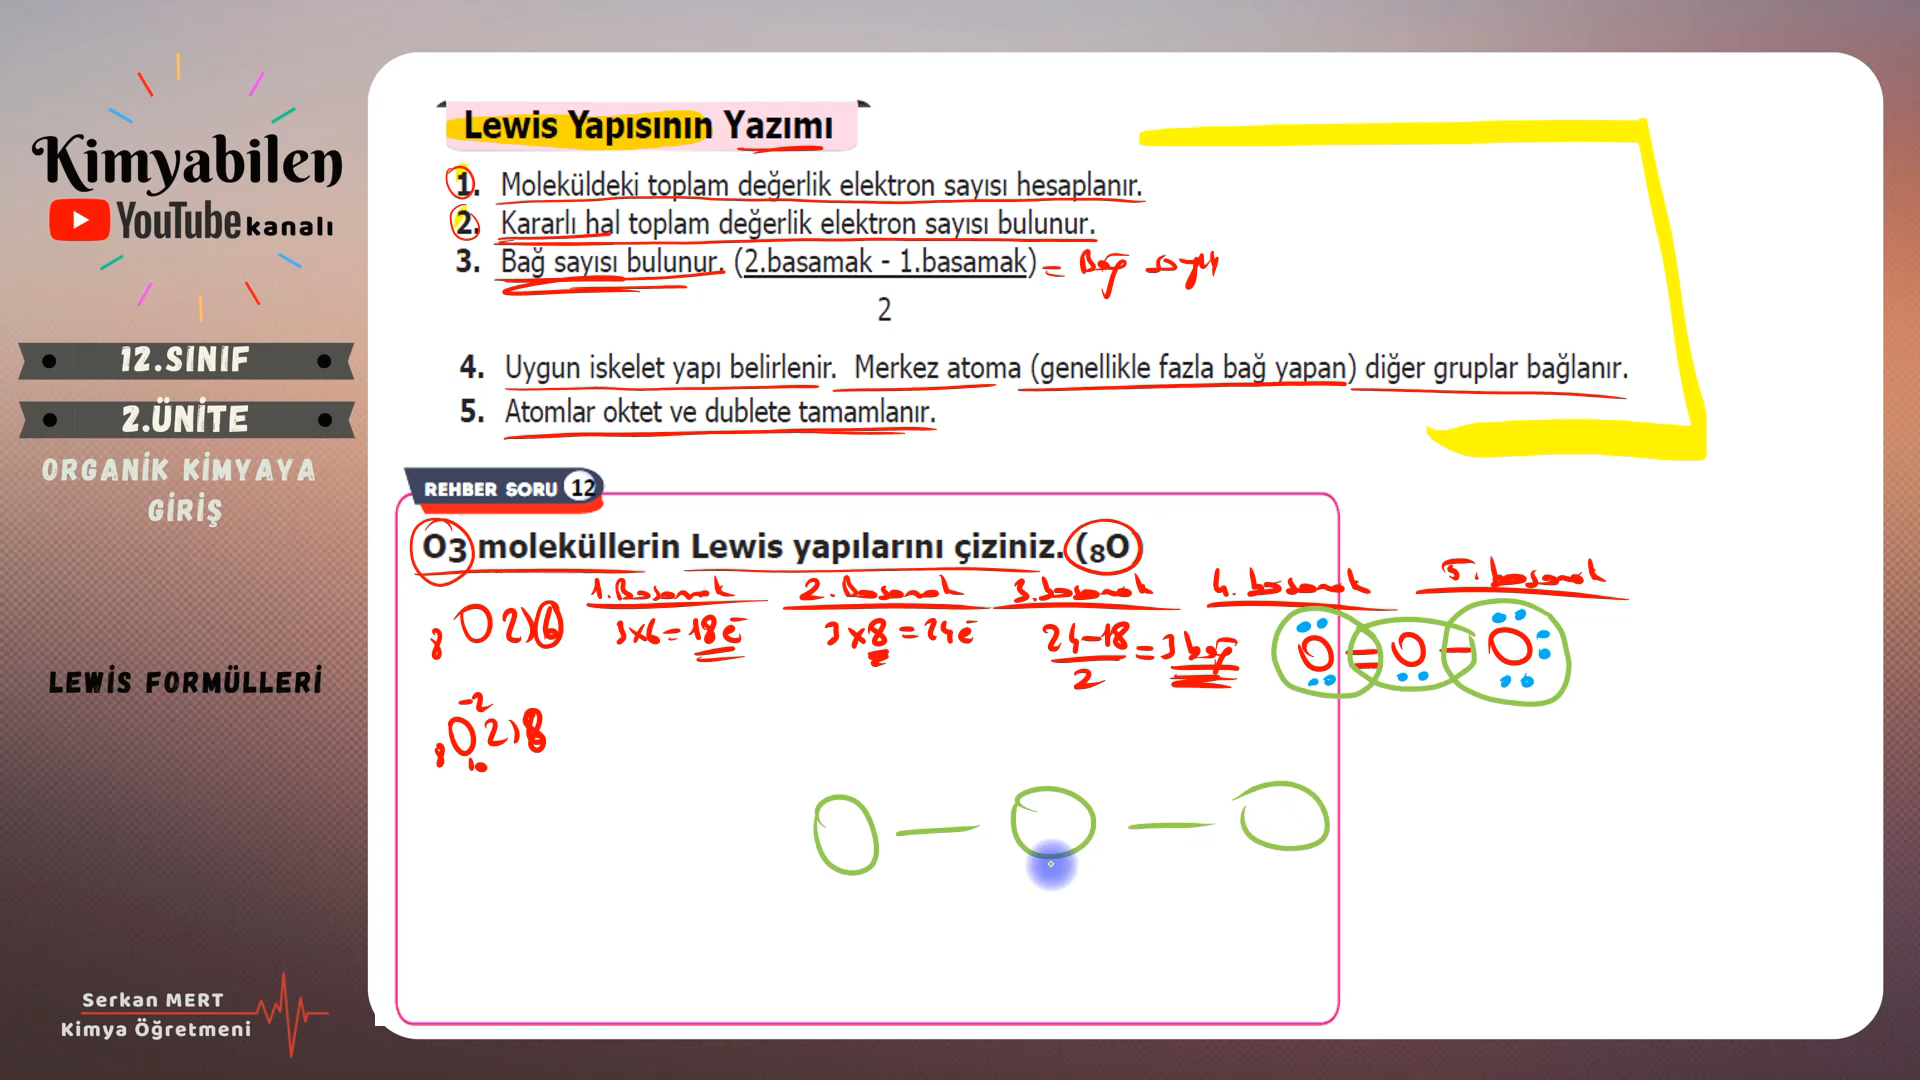 Kimyabilen
YouTube kanalı
12.SINIF
2.ÜNİTE
ORGANİK KİMYAYA
GİRİŞ
LEWİS FORMÜLLERİ
Serkan MERT
Kimya Öğretmeni
Lewis Yapısının Yazımı
1. Moleküldeki toplam değerlik elektron sayısı hesaplanır.
2. Kararlı hal toplam değerlik elektron sayısı bulunur.
3. Bağ sayısı bulunur. (2.basamak - 1.basamak) = Bağ sayısı
2
4. Uygun iskelet yapı belirlenir. Merkez atoma (genellikle fazla bağ yapan) diğer gruplar bağlanır.
5. Atomlar oktet ve dublete tamamlanır.
REHBER SORU 12
O3 moleküllerin Lewis yapılarını çiziniz. (₈O)
1. Basamak 2. Basamak 3. basamak 4. basamak 5. basamak
₈O 2)6 3x6=18e⁻ 3x8=24e⁻ 24-18 = 3 bağ O=O-O
2
₈O₁₀⁻² 2)8
O — O — O